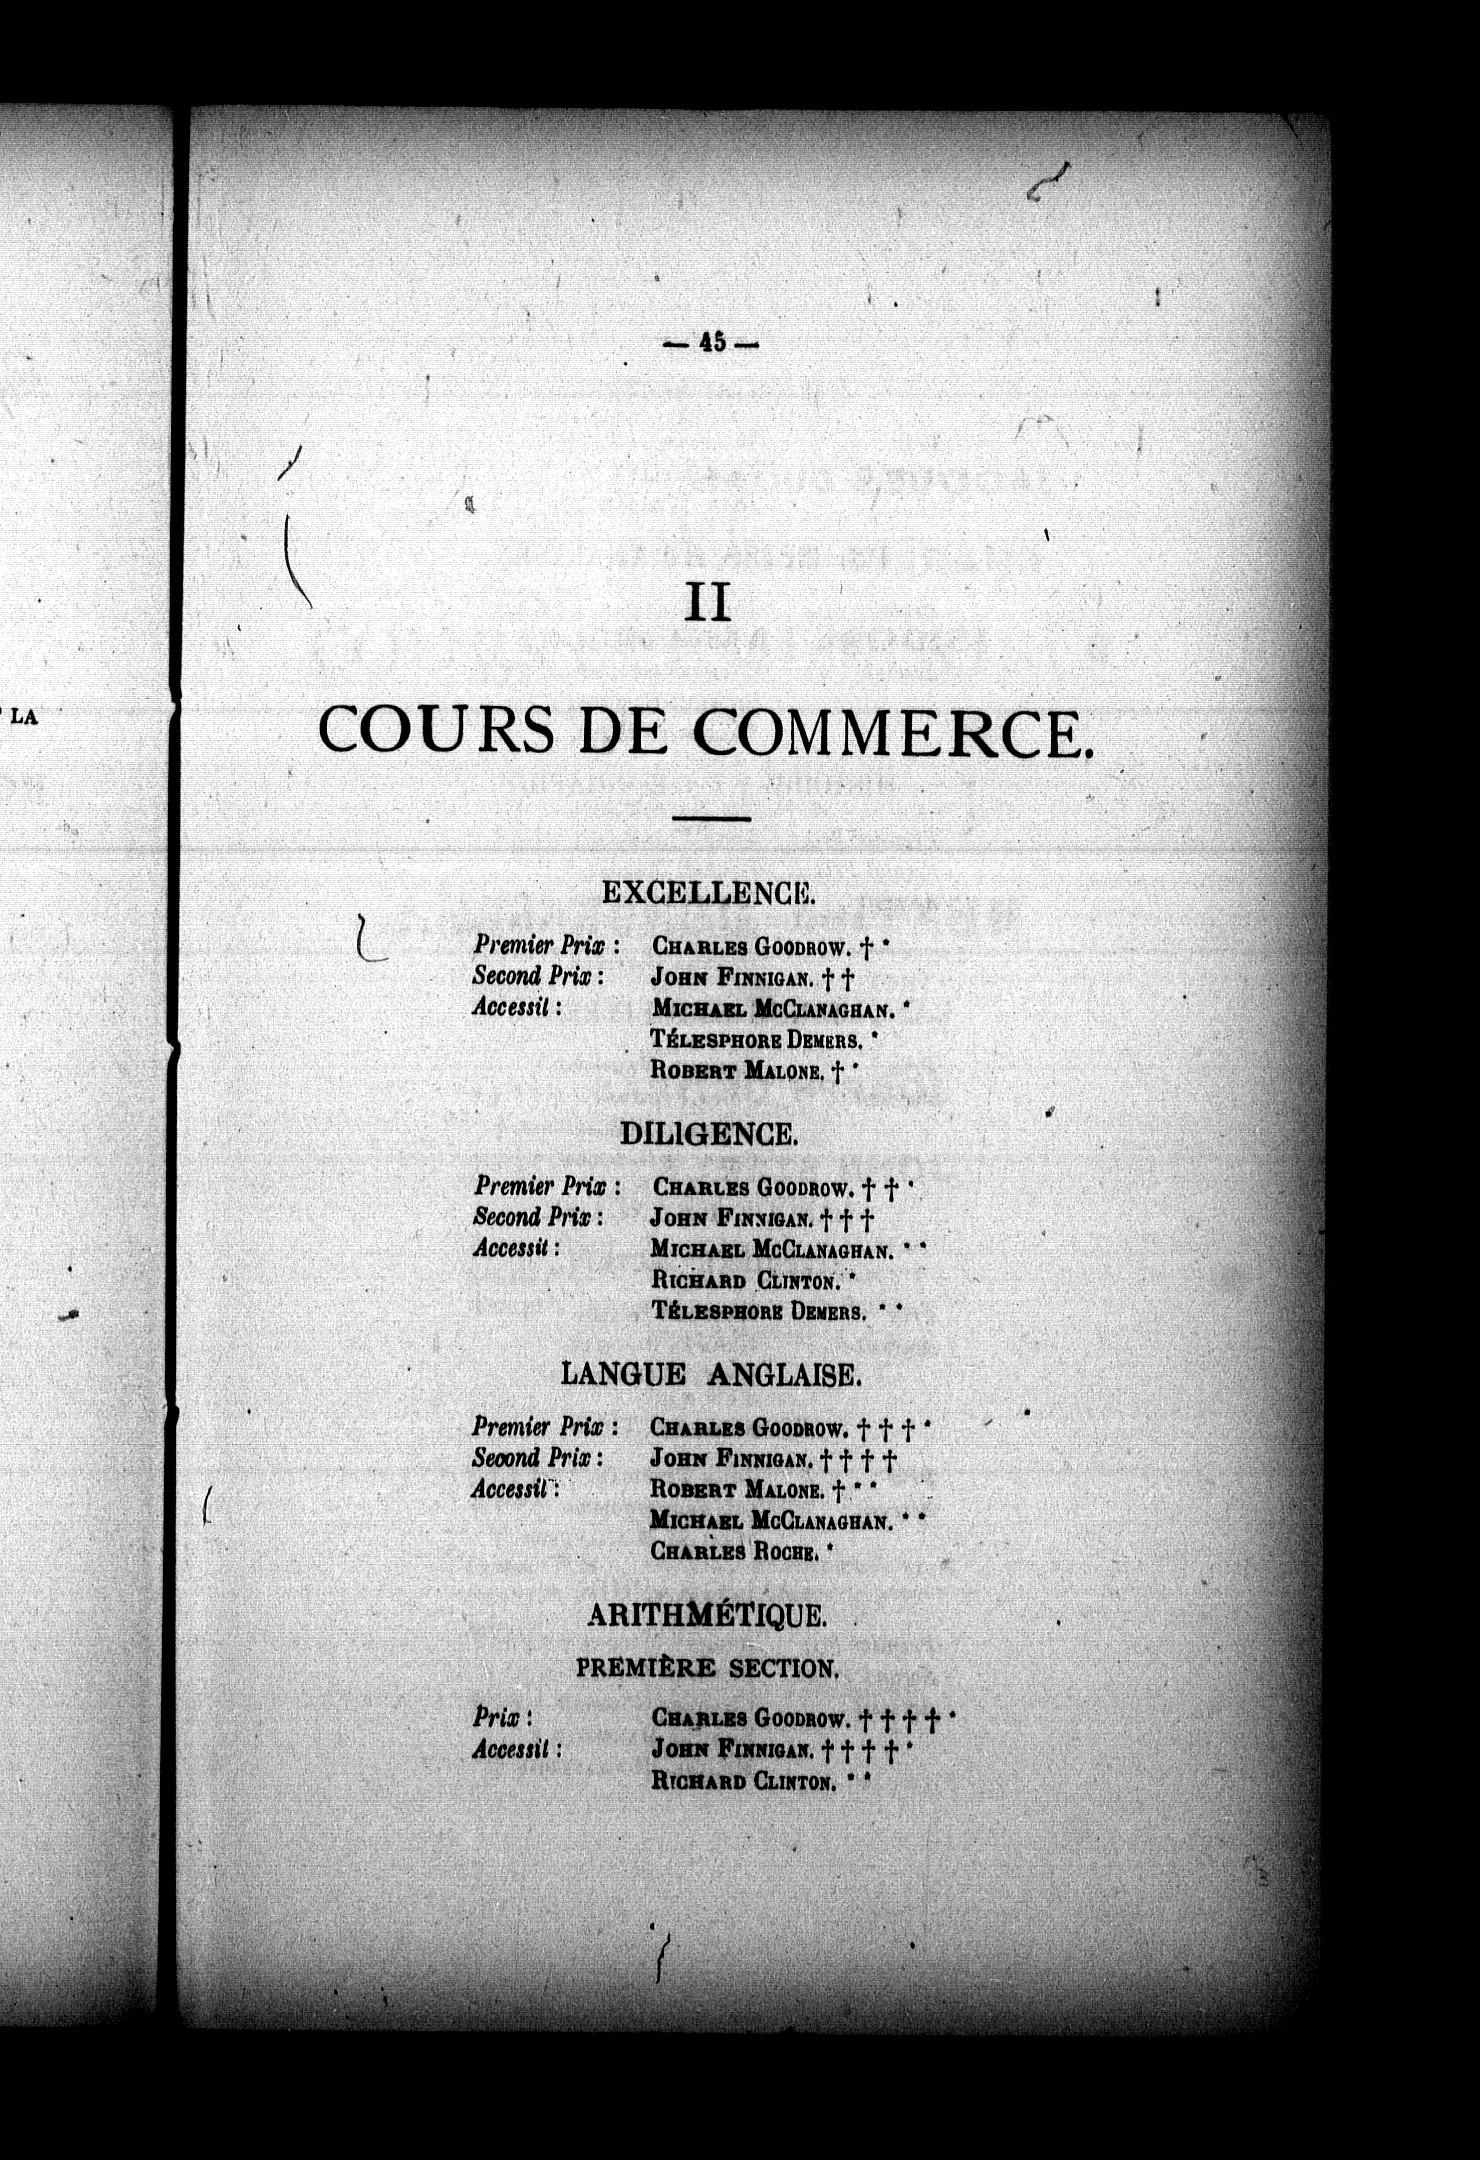 LA
— 45 —
II
COURS DE COMMERCE.
EXCELLENCE.
Premier Prix : CHARLES GOODROW. † *
Second Prix : JOHN FINNIGAN. † †
Accessit : MICHAEL MCCLANAGHAN. *
TÉLESPHORE DEMERS. *
ROBERT MALONE. † *
DILIGENCE.
Premier Prix : CHARLES GOODROW. † † *
Second Prix : JOHN FINNIGAN. † † †
Accessit : MICHAEL MCCLANAGHAN. * *
RICHARD CLINTON. *
TÉLESPHORE DEMERS. * *
LANGUE ANGLAISE.
Premier Prix : CHARLES GOODROW. † † † *
Second Prix : JOHN FINNIGAN. † † † †
Accessit : ROBERT MALONE. † * *
MICHAEL MCCLANAGHAN. * *
CHARLES ROCHE. *
ARITHMÉTIQUE.
PREMIÈRE SECTION.
Prix : CHARLES GOODROW. † † † † *
Accessit : JOHN FINNIGAN. † † † † *
RICHARD CLINTON. * *